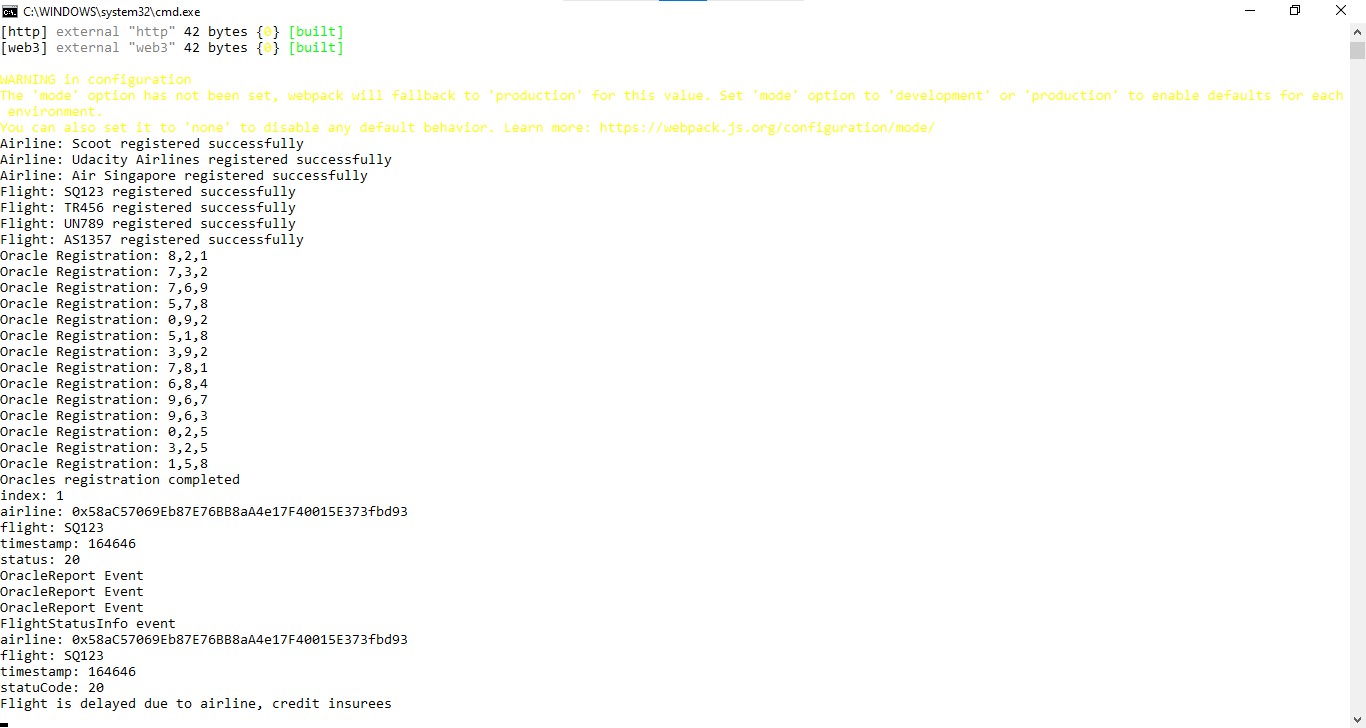 C:\WINDOWS\system32\cmd.exe
[http] external "http" 42 bytes {0} [built]
[web3] external "web3" 42 bytes {0} [built]
WARNING in configuration
The 'mode' option has not been set, webpack will fallback to 'production' for this value. Set 'mode' option to 'development' or 'production' to enable defaults for each
environment.
You can also set it to 'none' to disable any default behavior. Learn more: https://webpack.js.org/configuration/mode/
Airline: Scoot registered successfully
Airline: Udacity Airlines registered successfully
Airline: Air Singapore registered successfully
Flight: SQ123 registered successfully
Flight: TR456 registered successfully
Flight: UN789 registered successfully
Flight: AS1357 registered successfully
Oracle Registration: 8,2,1
Oracle Registration: 7,3,2
Oracle Registration: 7,6,9
Oracle Registration: 5,7,8
Oracle Registration: 0,9,2
Oracle Registration: 5,1,8
Oracle Registration: 3,9,2
Oracle Registration: 7,8,1
Oracle Registration: 6,8,4
Oracle Registration: 9,6,7
Oracle Registration: 9,6,3
Oracle Registration: 0,2,5
Oracle Registration: 3,2,5
Oracle Registration: 1,5,8
Oracles registration completed
index: 1
airline: 0x58aC57069Eb87E76BB8aA4e17F40015E373fbd93
flight: SQ123
timestamp: 164646
status: 20
OracleReport Event
OracleReport Event
OracleReport Event
FlightStatusInfo event
airline: 0x58aC57069Eb87E76BB8aA4e17F40015E373fbd93
flight: SQ123
timestamp: 164646
statuCode: 20
Flight is delayed due to airline, credit insurees